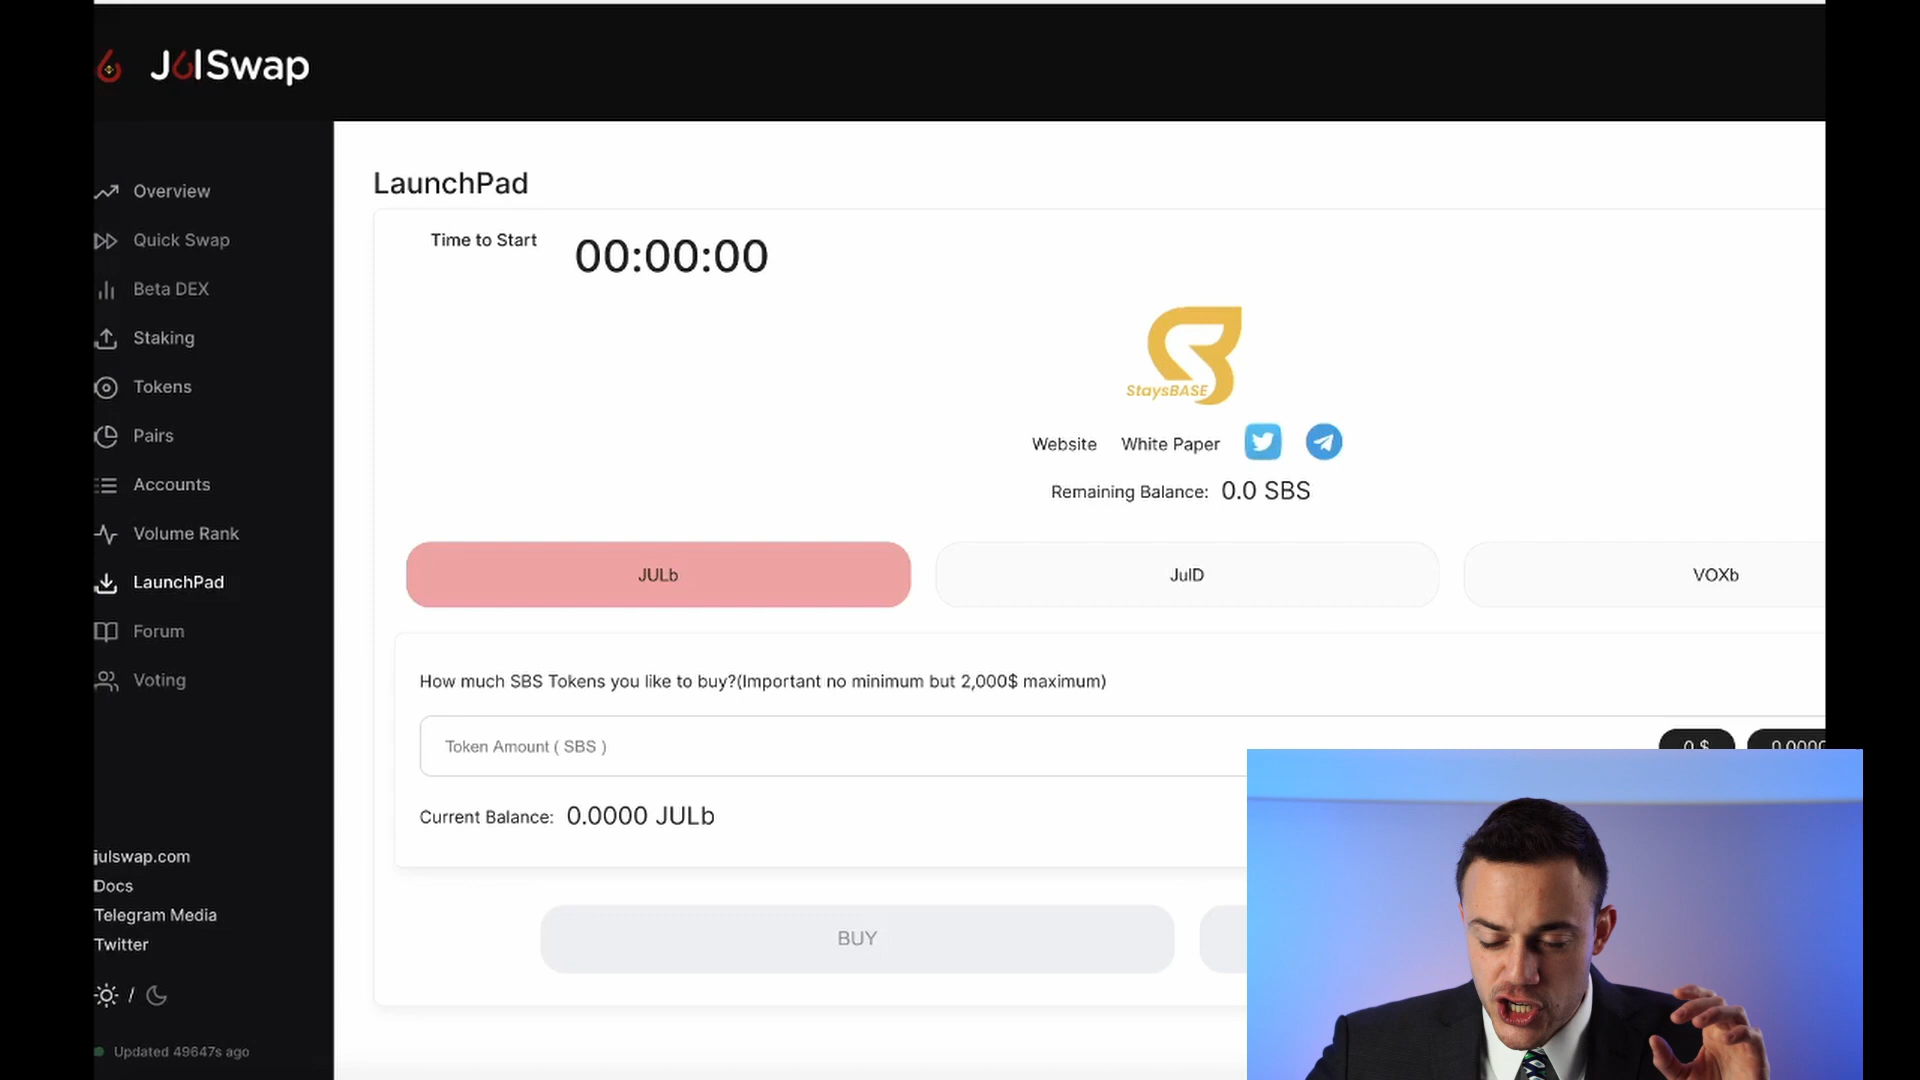 JulSwap
Overview
Quick Swap
Beta DEX
Staking
Tokens
Pairs
Accounts
Volume Rank
LaunchPad
Forum
Voting
julswap.com
Docs
Telegram Media
Twitter
/
Updated 49647s ago
LaunchPad
Time to Start 00:00:00
StaysBASE
Website White Paper
Remaining Balance: 0.0 SBS
JULb JulD VOXb
How much SBS Tokens you like to buy?(Important no minimum but 2,000$ maximum)
Token Amount ( SBS ) 0 $ 0.0000
Current Balance: 0.0000 JULb
BUY